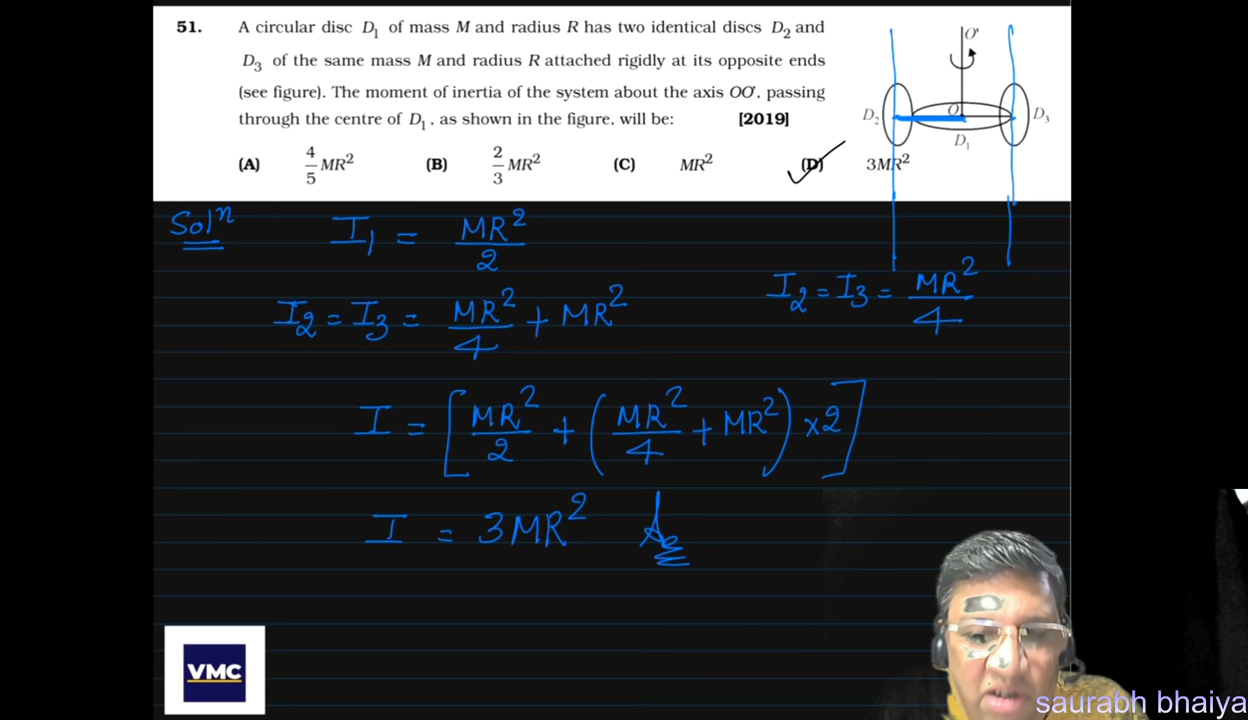 51. A circular disc D₁ of mass M and radius R has two identical discs D₂ and
D₃ of the same mass M and radius R attached rigidly at its opposite ends
(see figure). The moment of inertia of the system about the axis OO', passing
through the centre of D₁, as shown in the figure, will be: [2019]
(A) 4/5 MR² (B) 2/3 MR² (C) MR² (D) 3MR²
O'
D₂ O D₃
D₁
Solⁿ I₁ = MR²/2
I₂ = I₃ = MR²/4 + MR²
I₂ = I₃ = MR²/4
I = [MR²/2 + (MR²/4 + MR²) ×2]
I = 3MR²
VMC
saurabh bhaiya